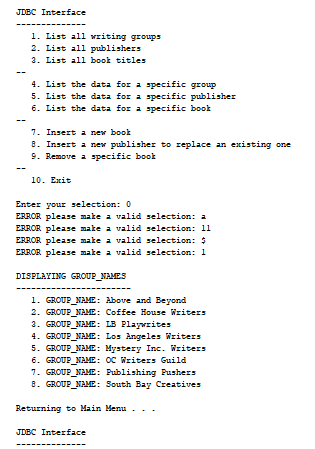 JDBC Interface
--------------
1. List all writing groups
2. List all publishers
3. List all book titles
--
4. List the data for a specific group
5. List the data for a specific publisher
6. List the data for a specific book
--
7. Insert a new book
8. Insert a new publisher to replace an existing one
9. Remove a specific book
--
10. Exit
Enter your selection: 0
ERROR please make a valid selection: a
ERROR please make a valid selection: 11
ERROR please make a valid selection: $
ERROR please make a valid selection: 1
DISPLAYING GROUP_NAMES
-----------------------
1. GROUP_NAME: Above and Beyond
2. GROUP_NAME: Coffee House Writers
3. GROUP_NAME: LB Playwrites
4. GROUP_NAME: Los Angeles Writers
5. GROUP_NAME: Mystery Inc. Writers
6. GROUP_NAME: OC Writers Guild
7. GROUP_NAME: Publishing Pushers
8. GROUP_NAME: South Bay Creatives
Returning to Main Menu . . .
JDBC Interface
--------------